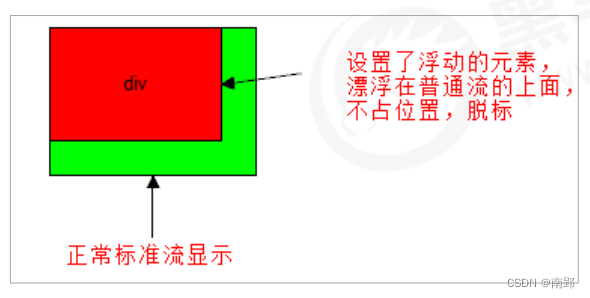 div
设置了浮动的元素，
漂浮在普通流的上面，
不占位置，脱标
正常标准流显示
CSDN @南郢